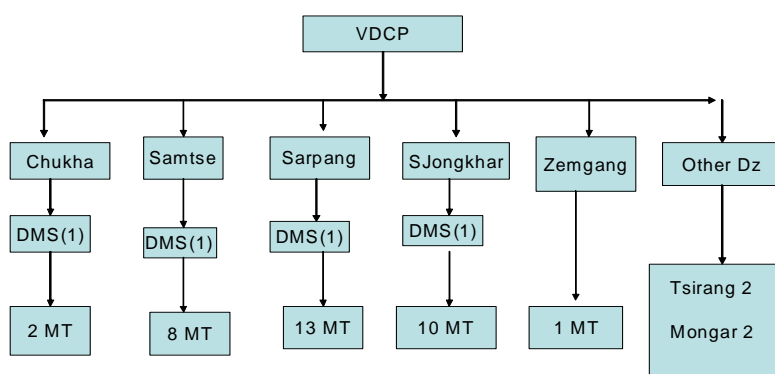 VDCP
Chukha
Samtse
Sarpang
SJongkhar
Zemgang
Other Dz
DMS(1)
DMS(1)
DMS(1)
DMS(1)
2 MT
8 MT
13 MT
10 MT
1 MT
Tsirang 2
Mongar 2